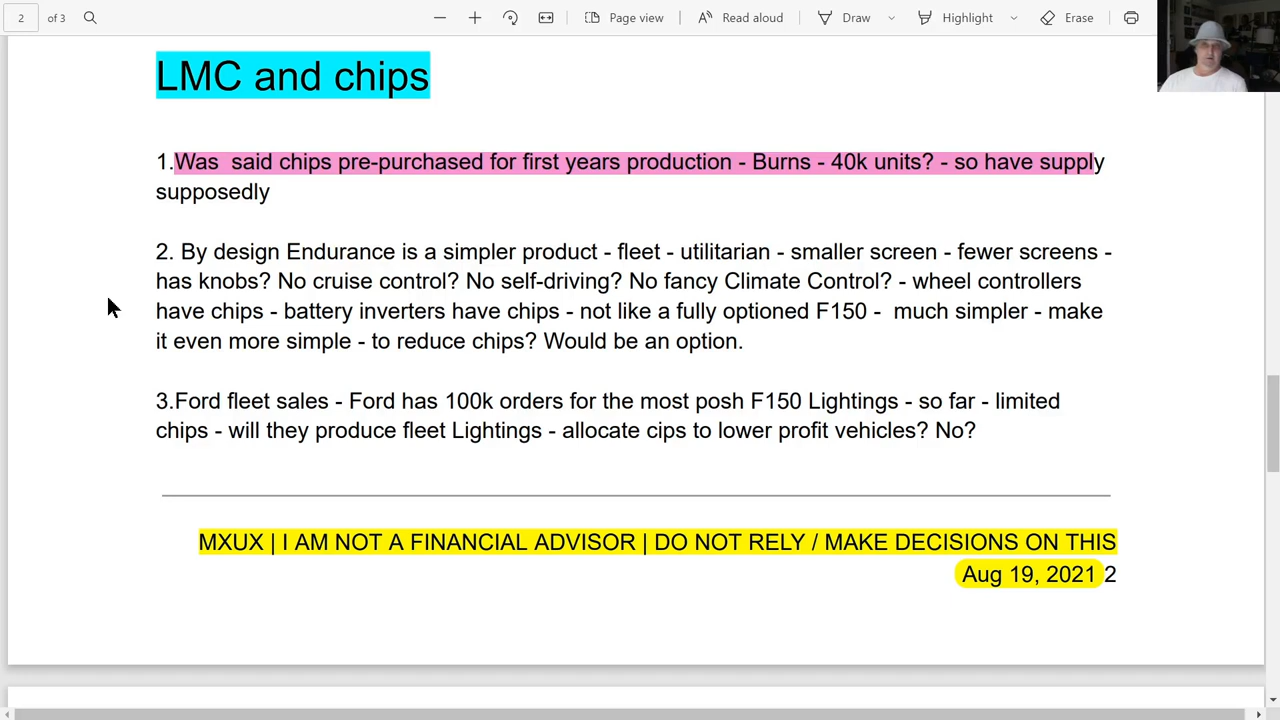 2 of 3 Page view Read aloud Draw Highlight Erase
LMC and chips
1.Was  said chips pre-purchased for first years production - Burns - 40k units? - so have supply
supposedly
2. By design Endurance is a simpler product - fleet - utilitarian - smaller screen - fewer screens -
has knobs? No cruise control? No self-driving? No fancy Climate Control? - wheel controllers
have chips - battery inverters have chips - not like a fully optioned F150 -  much simpler - make
it even more simple - to reduce chips? Would be an option.
3.Ford fleet sales - Ford has 100k orders for the most posh F150 Lightings - so far - limited
chips - will they produce fleet Lightings - allocate cips to lower profit vehicles? No?
MXUX | I AM NOT A FINANCIAL ADVISOR | DO NOT RELY / MAKE DECISIONS ON THIS
Aug 19, 2021 2